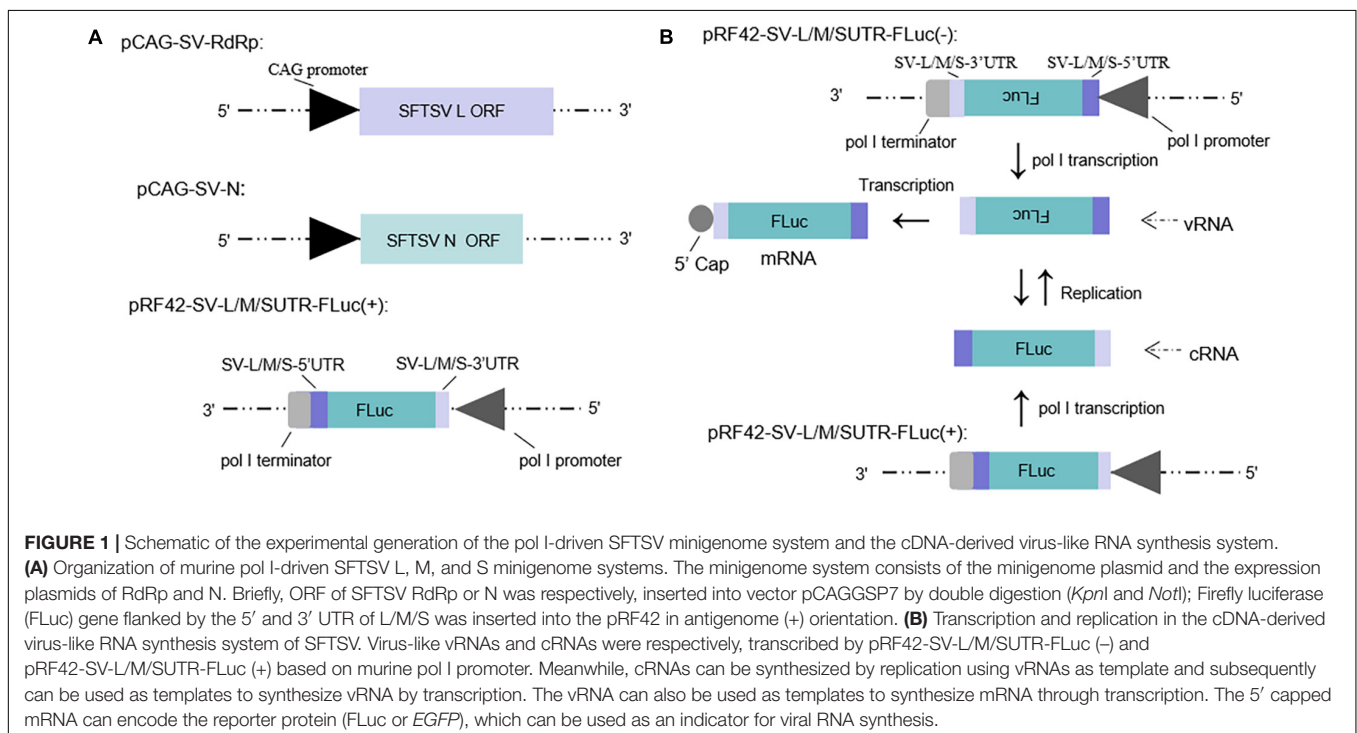 A
pCAG-SV-RdRp:
CAG promoter
5'
SFTSV L ORF
3'
pCAG-SV-N:
5'
SFTSV N ORF
3'
pRF42-SV-L/M/SUTR-FLuc(+):
SV-L/M/S-5'UTR
SV-L/M/S-3'UTR
3'
FLuc
5'
pol I terminator
pol I promoter
B
pRF42-SV-L/M/SUTR-FLuc(-):
SV-L/M/S-3'UTR
SV-L/M/S-5'UTR
3'
FLuc
5'
pol I terminator
pol I promoter
pol I transcription
Transcription
FLuc
FLuc
vRNA
5' Cap
mRNA
Replication
FLuc
cRNA
pol I transcription
pRF42-SV-L/M/SUTR-FLuc(+):
3'
FLuc
5'
FIGURE 1 | Schematic of the experimental generation of the pol I-driven SFTSV minigenome system and the cDNA-derived virus-like RNA synthesis system.
(A) Organization of murine pol I-driven SFTSV L, M, and S minigenome systems. The minigenome system consists of the minigenome plasmid and the expression
plasmids of RdRp and N. Briefly, ORF of SFTSV RdRp or N was respectively, inserted into vector pCAGGSP7 by double digestion (KpnI and NotI); Firefly luciferase
(FLuc) gene flanked by the 5′ and 3′ UTR of L/M/S was inserted into the pRF42 in antigenome (+) orientation. (B) Transcription and replication in the cDNA-derived
virus-like RNA synthesis system of SFTSV. Virus-like vRNAs and cRNAs were respectively, transcribed by pRF42-SV-L/M/SUTR-FLuc (–) and
pRF42-SV-L/M/SUTR-FLuc (+) based on murine pol I promoter. Meanwhile, cRNAs can be synthesized by replication using vRNAs as template and subsequently
can be used as templates to synthesize vRNA by transcription. The vRNA can also be used as templates to synthesize mRNA through transcription. The 5′ capped
mRNA can encode the reporter protein (FLuc or EGFP), which can be used as an indicator for viral RNA synthesis.